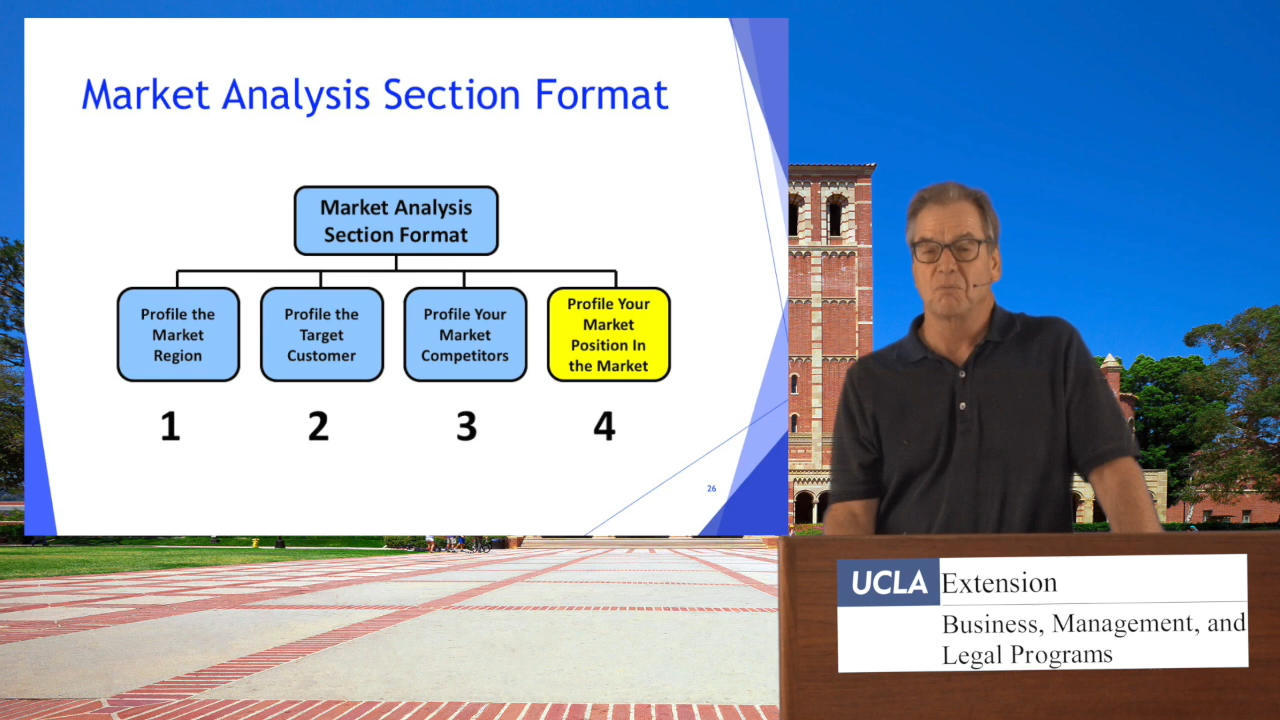 Market Analysis Section Format
Market Analysis
Section Format
Profile the
Market
Region
Profile the
Target
Customer
Profile Your
Market
Competitors
Profile Your
Market
Position In
the Market
1
2
3
4
26
UCLA Extension
Business, Management, and
Legal Programs